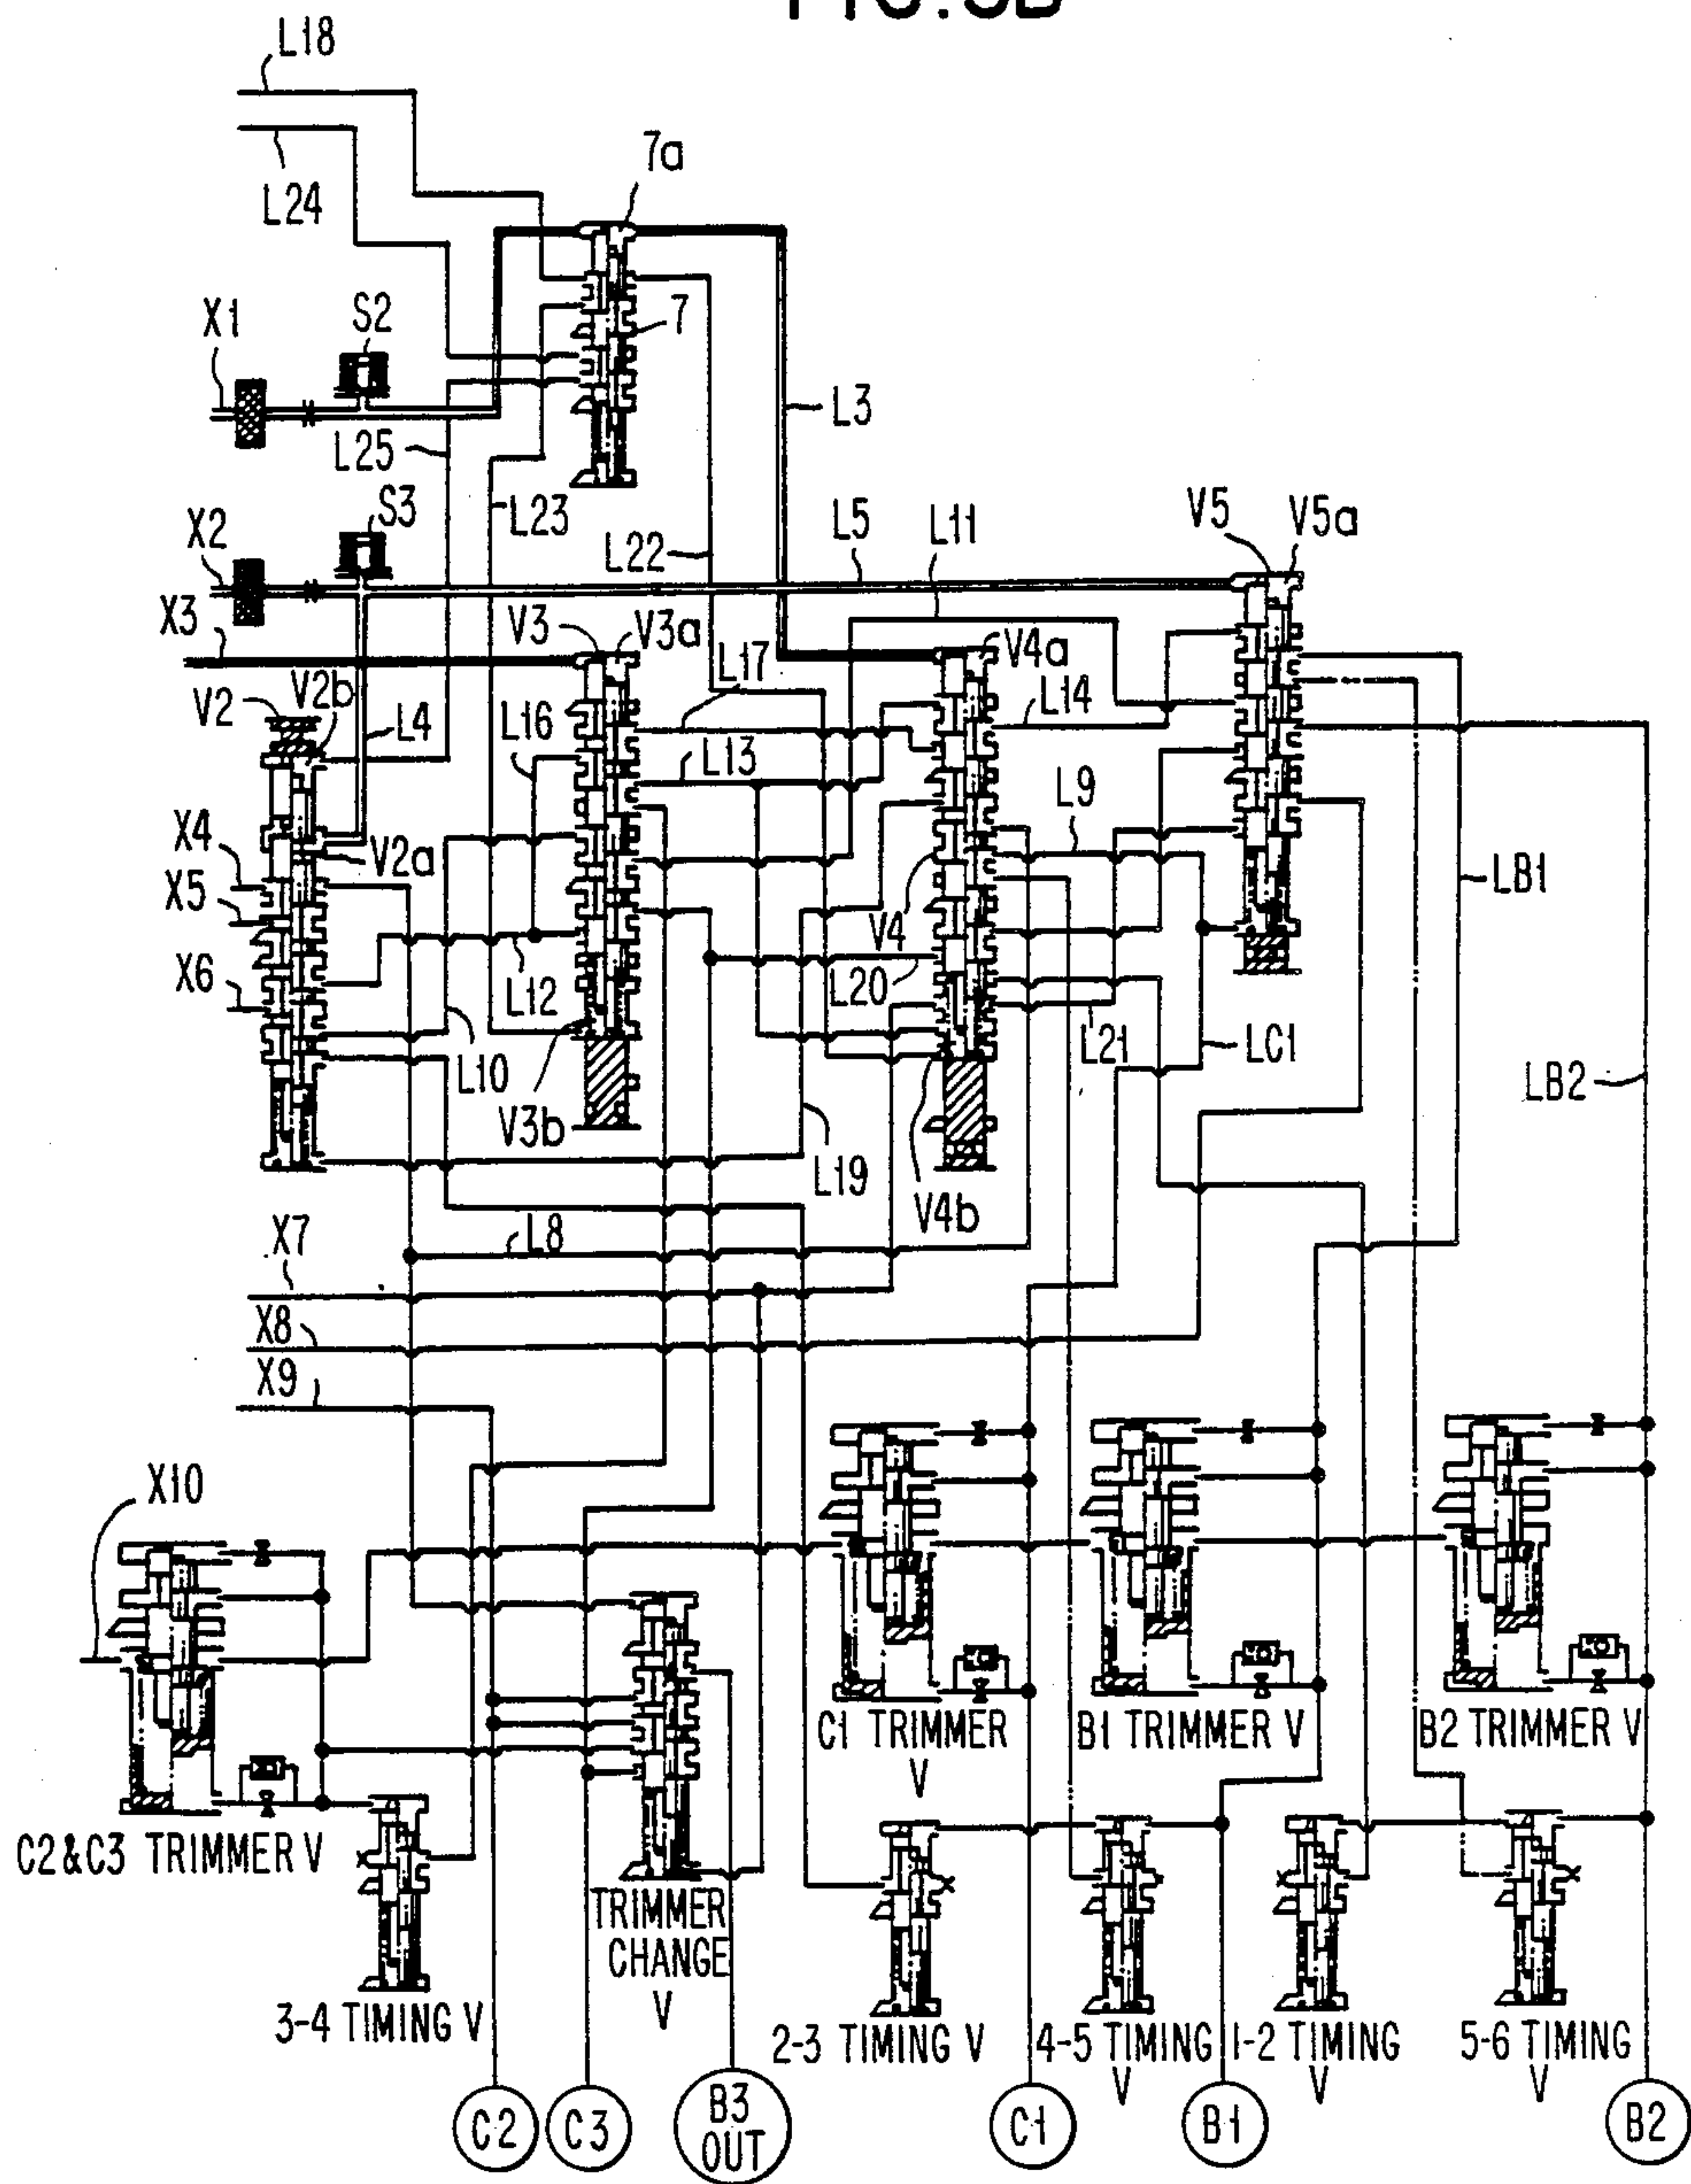 FIG. 3B
L18
L24
7a
X1
S2
7
L3
L25
S3
L23
L22
L5
L11
V5
V5a
X2
X3
V3
V3a
L17
V4a
L14
V2
V2b
L4
L16
L13
L9
X4
V2a
X5
V4
LB1
X6
L12
L20
L10
L21
LC1
LB2
V3b
L19
V4b
X7
L8
X8
X9
X10
C1 TRIMMER
V
B1 TRIMMER V
B2 TRIMMER V
C2&C3 TRIMMER V
TRIMMER
CHANGE
V
3-4 TIMING V
2-3 TIMING V
4-5 TIMING
V
1-2 TIMING
V
5-6 TIMING
V
C2
C3
B3
OUT
C1
B1
B2